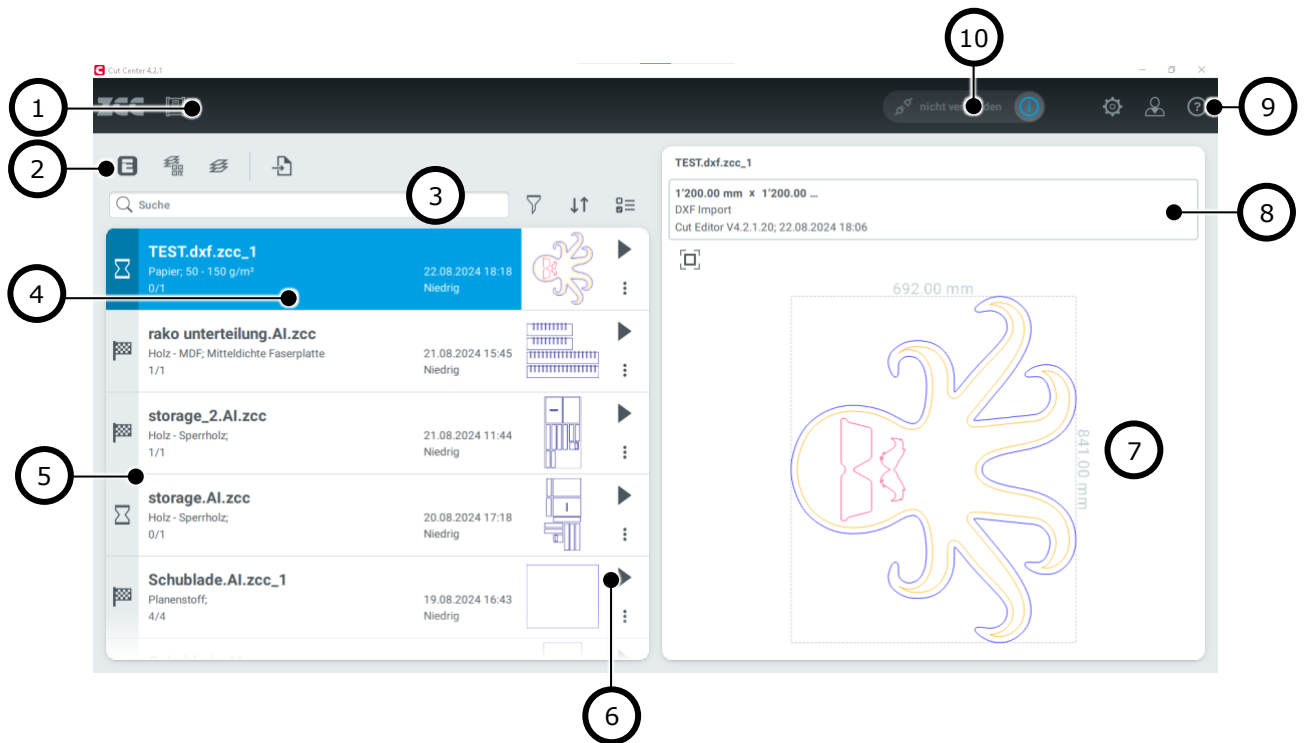 10
Cut Center 4.2.1
1
ZCC
9
2
TEST.dxf.zcc_1
3
Suche
1'200.00 mm x 1'200.00 ...
DXF Import
Cut Editor V4.2.1.20; 22.08.2024 18:06
8
TEST.dxf.zcc_1
Papier; 50 - 150 g/m² 22.08.2024 18:18
0/1 Niedrig
4
692.00 mm
rako unterteilung.AI.zcc
Holz - MDF; Mitteldichte Faserplatte 21.08.2024 15:45
1/1 Niedrig
storage_2.AI.zcc
Holz - Sperrholz; 21.08.2024 11:44
1/1 Niedrig
841.00 mm
7
5
storage.AI.zcc
Holz - Sperrholz; 20.08.2024 17:18
0/1 Niedrig
Schublade.AI.zcc_1
Planenstoff; 19.08.2024 16:43
4/4 Niedrig
6